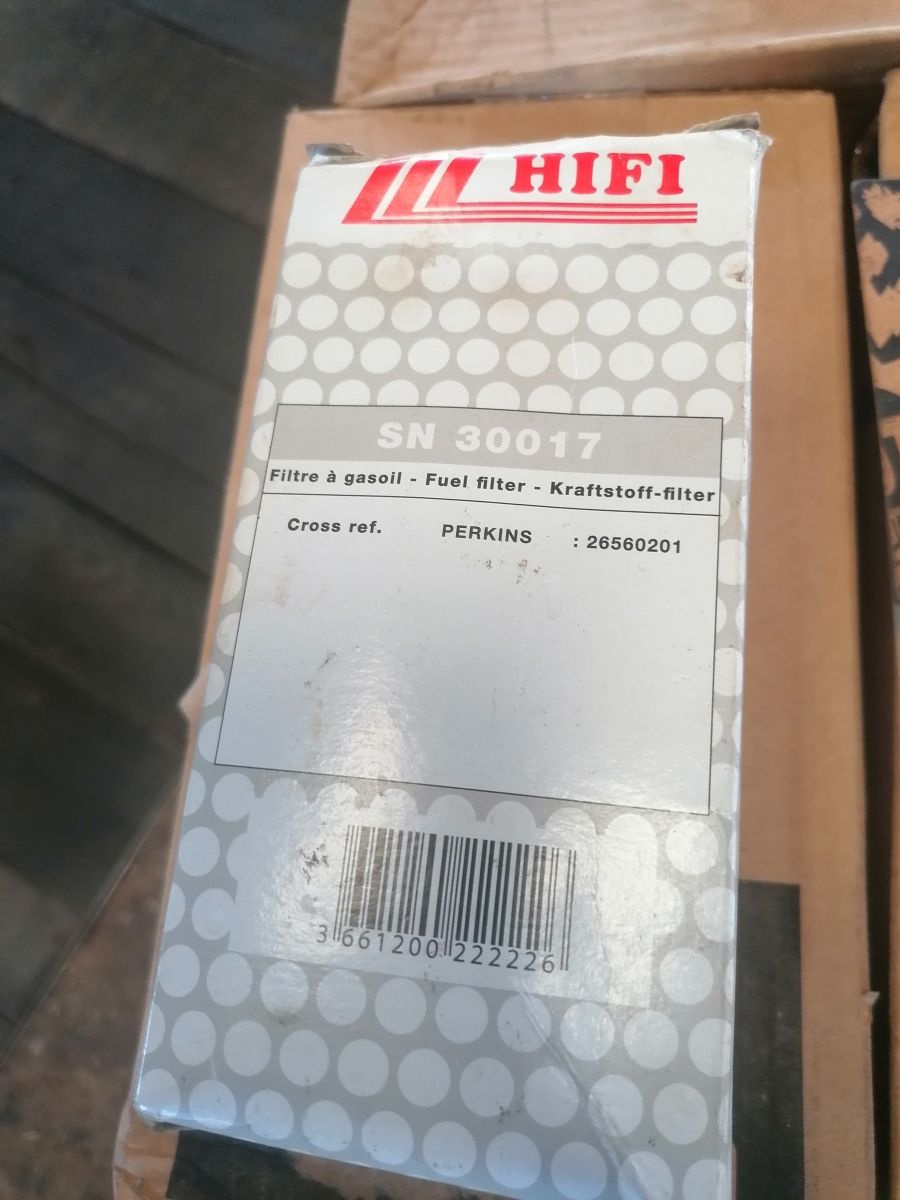 HIFI
SN 30017
Filtre à gasoil - Fuel filter - Kraftstoff-filter
Cross ref. PERKINS : 26560201
3 661200 222226